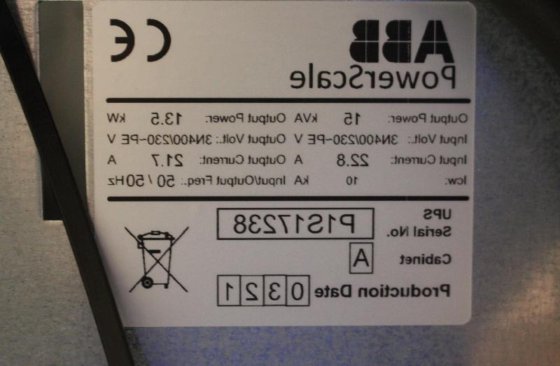 ABB CE
PowerScale
Output Power: 15 kVA Output Power: 13.5 kW
Input Volt.: 3N400/230~PE V Output Volt.: 3N400/230~PE V
Input Current: 22.8 A Output Current: 21.7 A
Icw: 10 kA Input/Output Freq.: 50 / 50 Hz
UPS
Serial No. P1S17238
Cabinet A
Production Date 0321